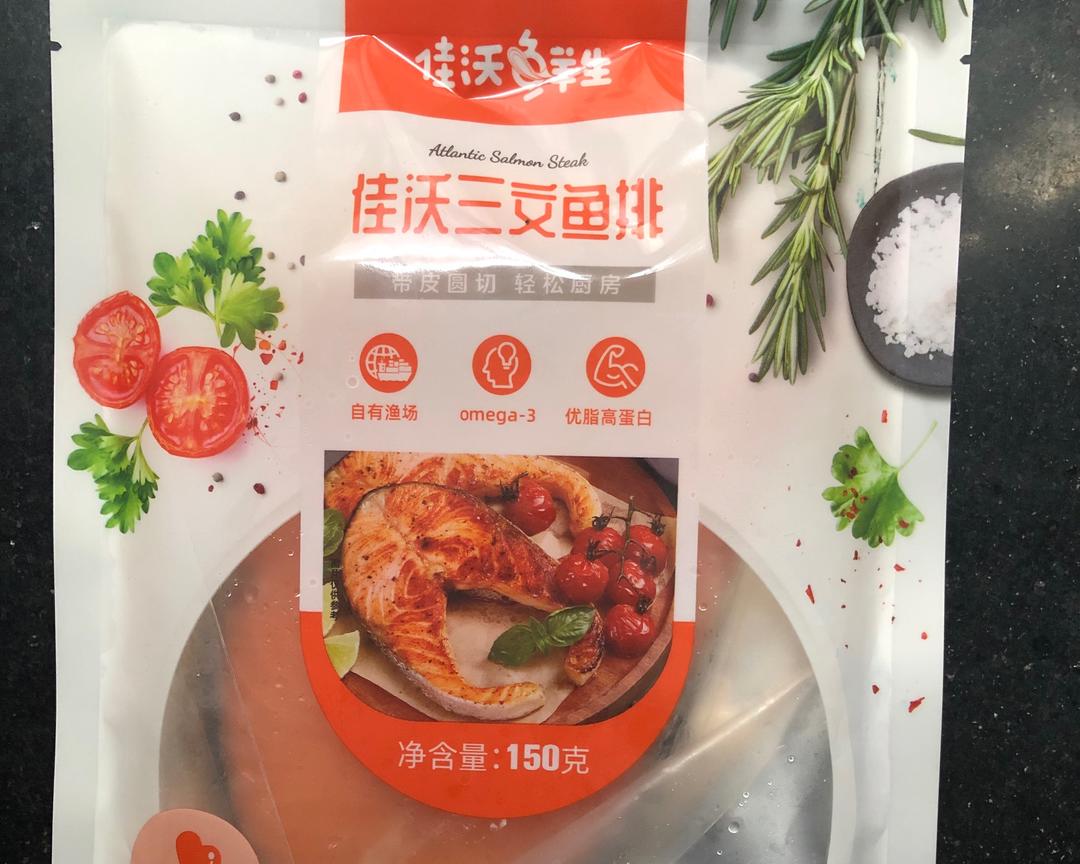 佳沃鲜生
Atlantic Salmon Steak
佳沃三文鱼排
带皮圆切 轻松厨房
自有渔场 omega-3 优脂高蛋白
净含量:150克